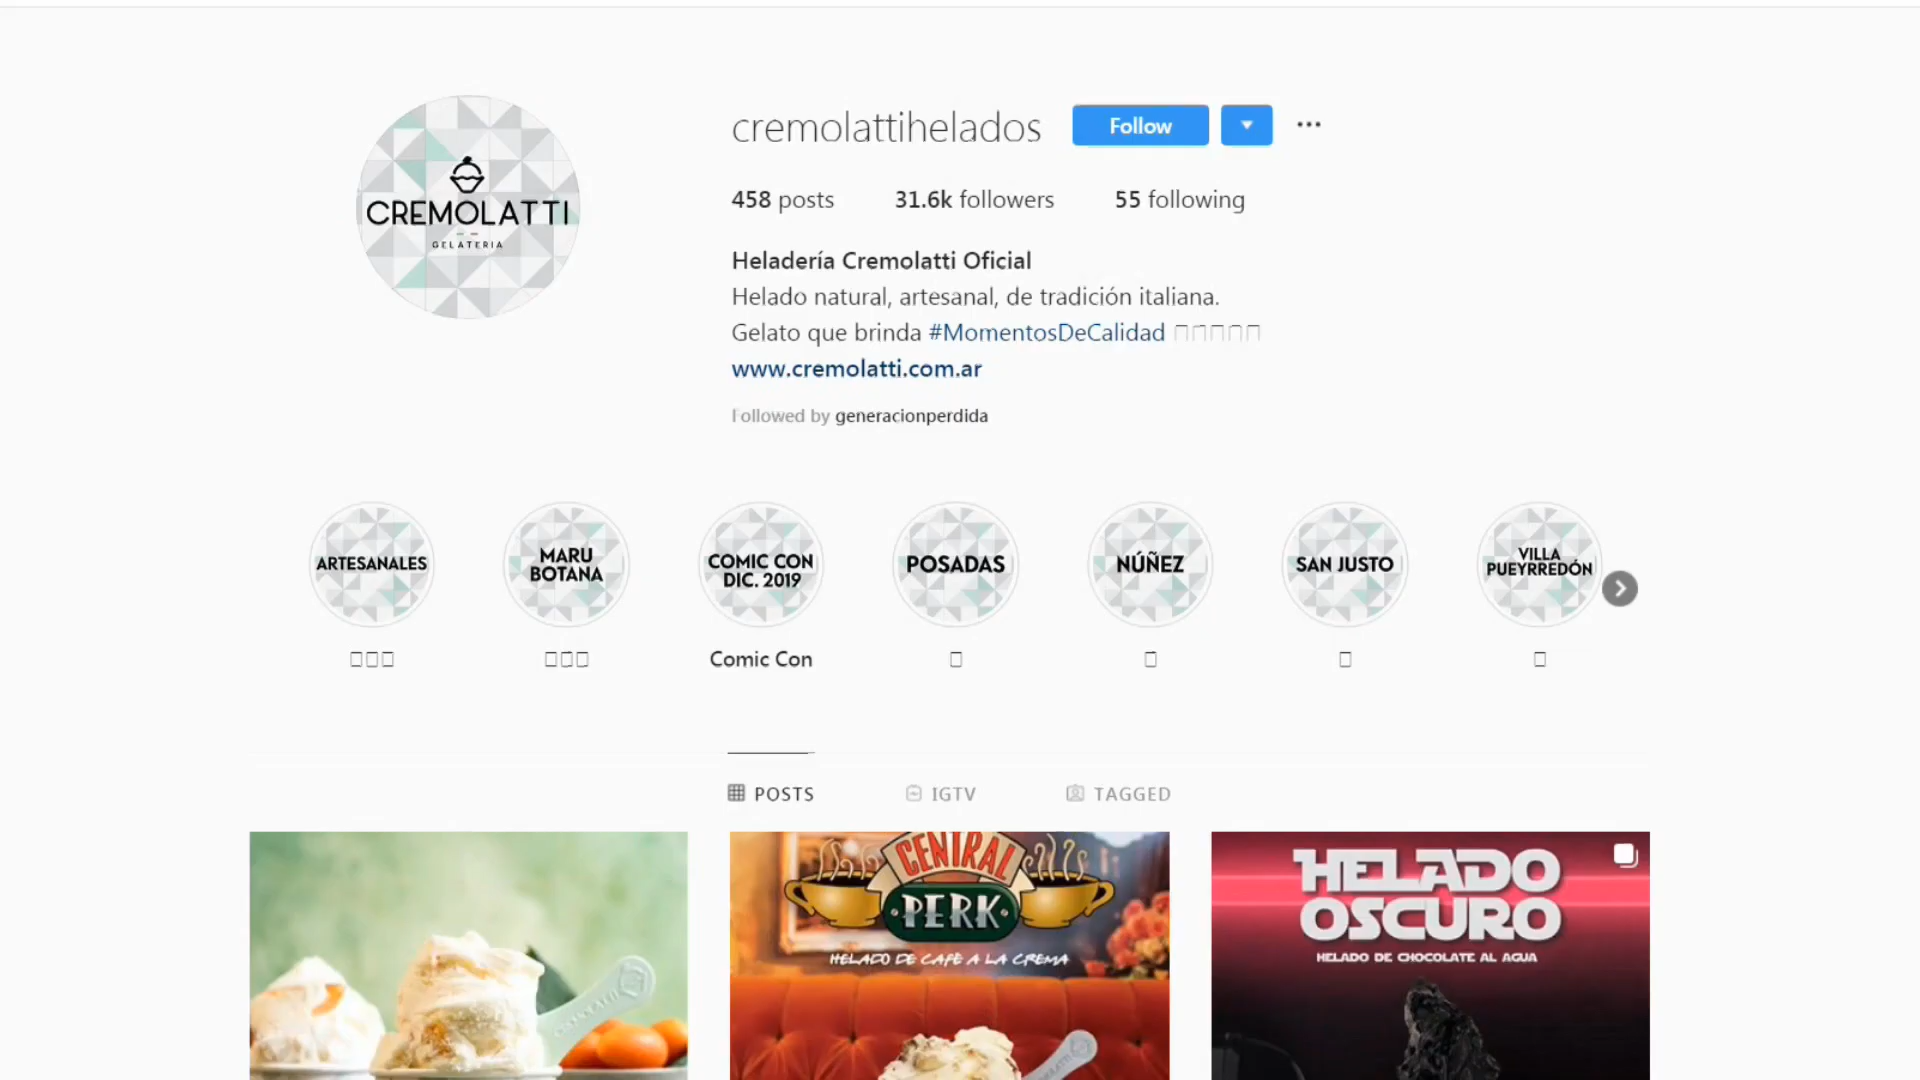 cremolattihelados
Follow
458 posts
31.6k followers
55 following
CREMOLATTI
GELATERIA
Heladería Cremolatti Oficial
Helado natural, artesanal, de tradición italiana.
Gelato que brinda #MomentosDeCalidad
www.cremolatti.com.ar
Followed by generacionperdida
ARTESANALES
MARU
BOTANA
COMIC CON
DIC. 2019
POSADAS
NÚÑEZ
SAN JUSTO
VILLA
PUEYRREDÓN
Comic Con
POSTS
IGTV
TAGGED
CENTRAL
PERK
HELADO DE CAFE A LA CREMA
HELADO
OSCURO
HELADO DE CHOCOLATE AL AGUA
CREMOLATTI